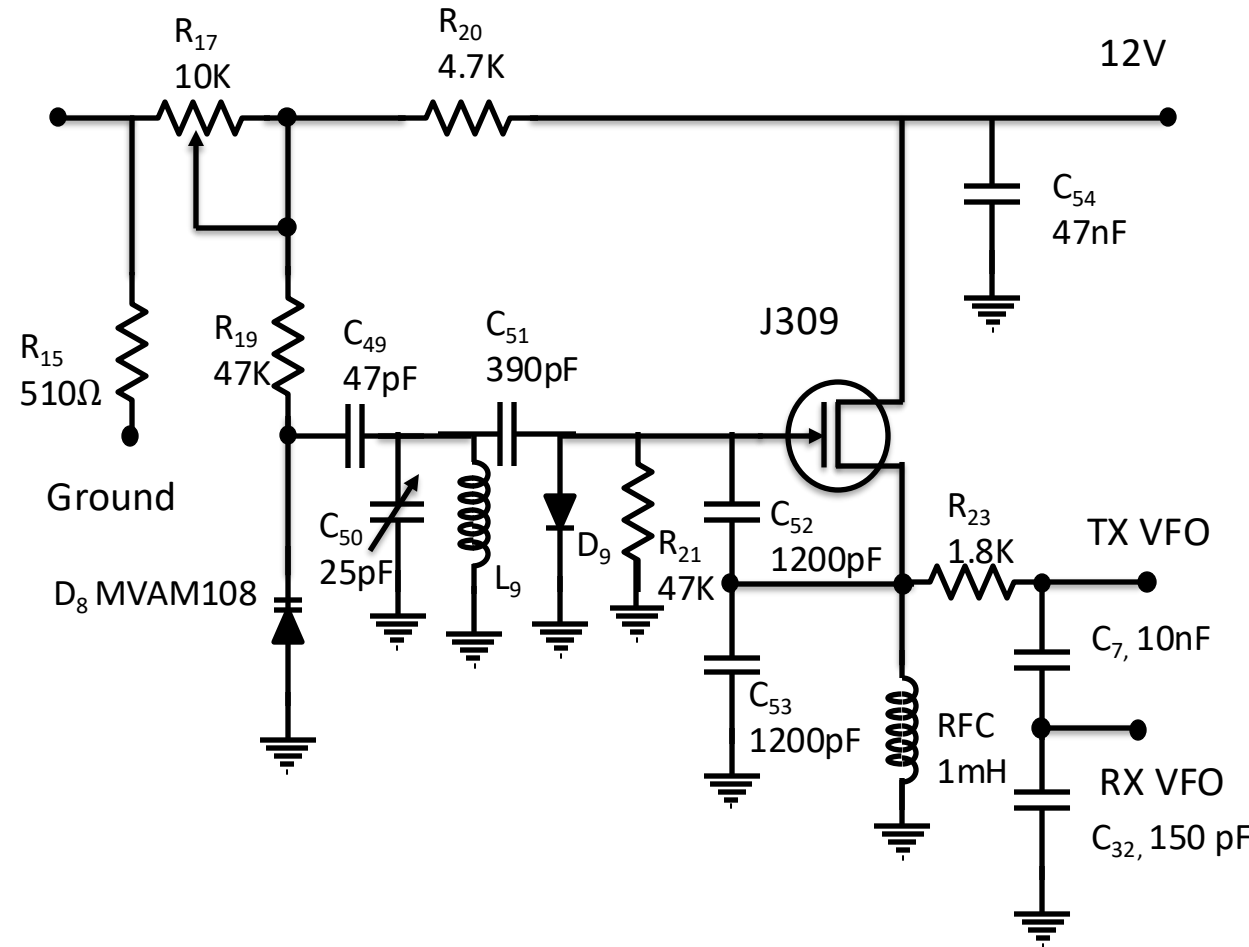 R₁₇
10K
R₂₀
4.7K
12V
C₅₄
47nF
J309
R₁₅
510Ω
R₁₉
47K
C₄₉
47pF
C₅₁
390pF
Ground
C₅₀
25pF
L₉
D₉
R₂₁
47K
C₅₂
1200pF
R₂₃
1.8K
TX VFO
D₈ MVAM108
C₇, 10nF
C₅₃
1200pF
RFC
1mH
RX VFO
C₃₂, 150 pF